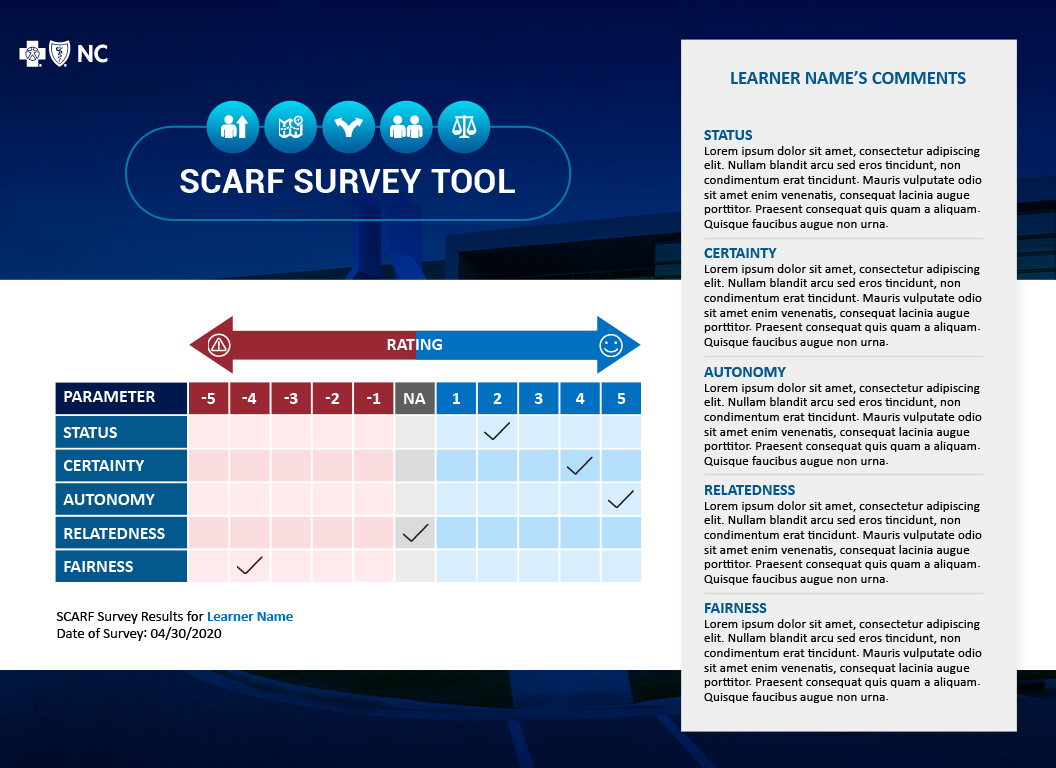 NC
SCARF SURVEY TOOL
RATING
PARAMETER -5 -4 -3 -2 -1 NA 1 2 3 4 5
STATUS
CERTAINTY
AUTONOMY
RELATEDNESS
FAIRNESS
SCARF Survey Results for Learner Name
Date of Survey: 04/30/2020
LEARNER NAME'S COMMENTS
STATUS
Lorem ipsum dolor sit amet, consectetur adipiscing
elit. Nullam blandit arcu sed eros tincidunt, non
condimentum erat tincidunt. Mauris vulputate odio
sit amet enim venenatis, consequat lacinia augue
porttitor. Praesent consequat quis quam a aliquam.
Quisque faucibus augue non urna.
CERTAINTY
Lorem ipsum dolor sit amet, consectetur adipiscing
elit. Nullam blandit arcu sed eros tincidunt, non
condimentum erat tincidunt. Mauris vulputate odio
sit amet enim venenatis, consequat lacinia augue
porttitor. Praesent consequat quis quam a aliquam.
Quisque faucibus augue non urna.
AUTONOMY
Lorem ipsum dolor sit amet, consectetur adipiscing
elit. Nullam blandit arcu sed eros tincidunt, non
condimentum erat tincidunt. Mauris vulputate odio
sit amet enim venenatis, consequat lacinia augue
porttitor. Praesent consequat quis quam a aliquam.
Quisque faucibus augue non urna.
RELATEDNESS
Lorem ipsum dolor sit amet, consectetur adipiscing
elit. Nullam blandit arcu sed eros tincidunt, non
condimentum erat tincidunt. Mauris vulputate odio
sit amet enim venenatis, consequat lacinia augue
porttitor. Praesent consequat quis quam a aliquam.
Quisque faucibus augue non urna.
FAIRNESS
Lorem ipsum dolor sit amet, consectetur adipiscing
elit. Nullam blandit arcu sed eros tincidunt, non
condimentum erat tincidunt. Mauris vulputate odio
sit amet enim venenatis, consequat lacinia augue
porttitor. Praesent consequat quis quam a aliquam.
Quisque faucibus augue non urna.